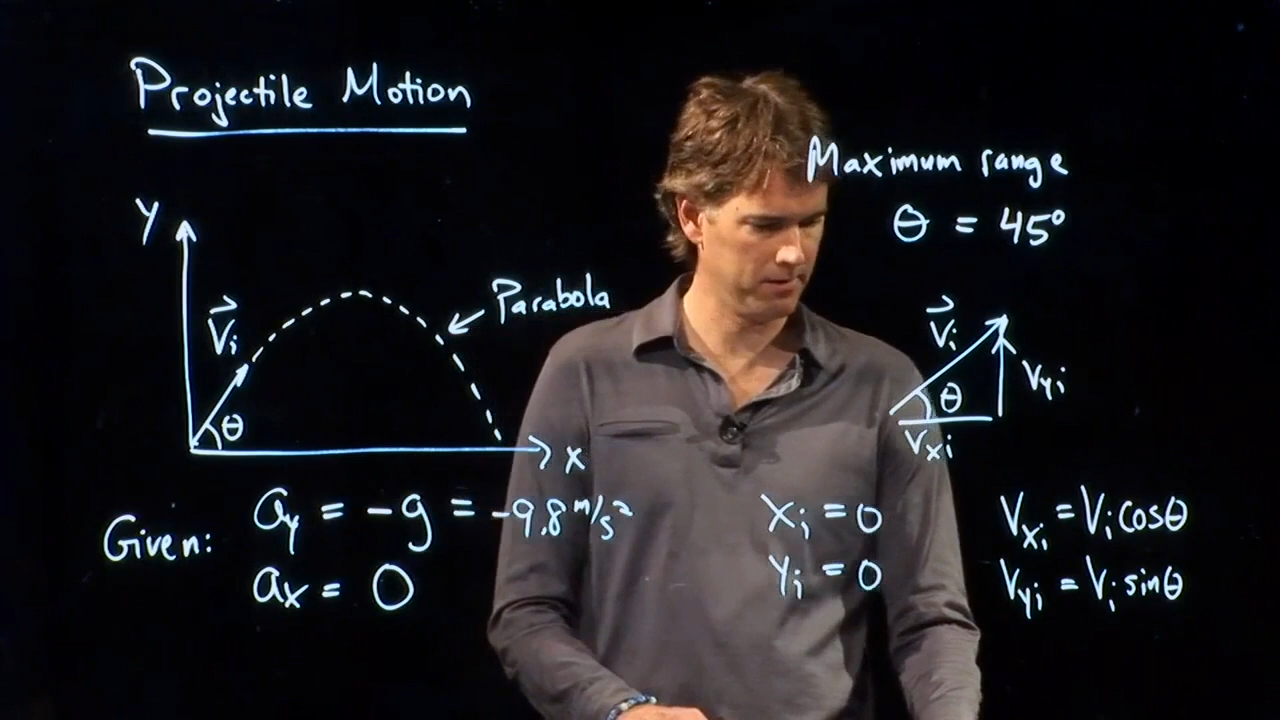 Projectile Motion
Maximum range
θ = 45°
y
V⃗i
θ
Parabola
x
V⃗i
θ
Vyi
Vxi
Given: ay = -g = -9.8 m/s²
ax = 0
xi = 0
yi = 0
Vxi = Vi cosθ
Vyi = Vi sinθ